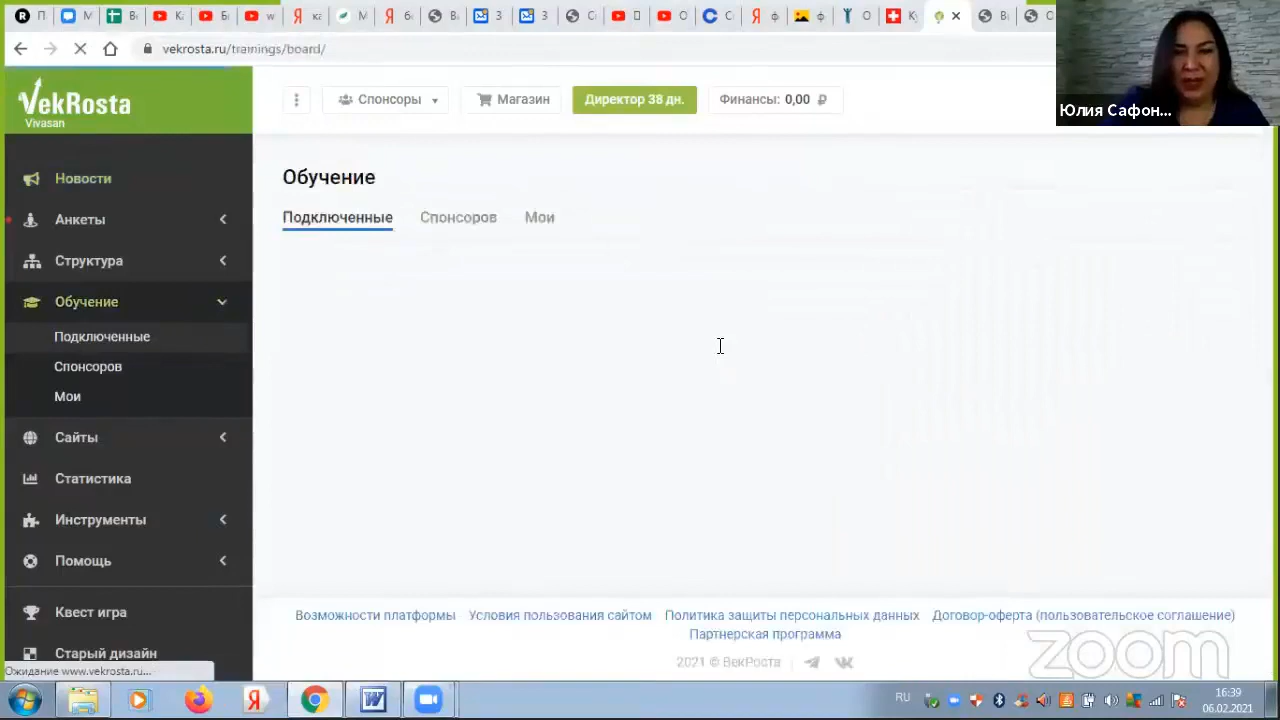 vekrosta.ru/trainings/board/
Юлия Сафон...
VekRosta
Vivasan
Спонсоры
Магазин
Директор 38 дн.
Финансы: 0,00 ₽
Новости
Анкеты
Структура
Обучение
Подключенные
Спонсоров
Мои
Сайты
Статистика
Инструменты
Помощь
Квест игра
Старый дизайн
Обучение
Подключенные Спонсоров Мои
Возможности платформы Условия пользования сайтом Политика защиты персональных данных Договор-оферта (пользовательское соглашение)
Партнерская программа
2021 © ВекРоста
zoom
Ожидание www.vekrosta.ru...
RU
16:39
06.02.2021